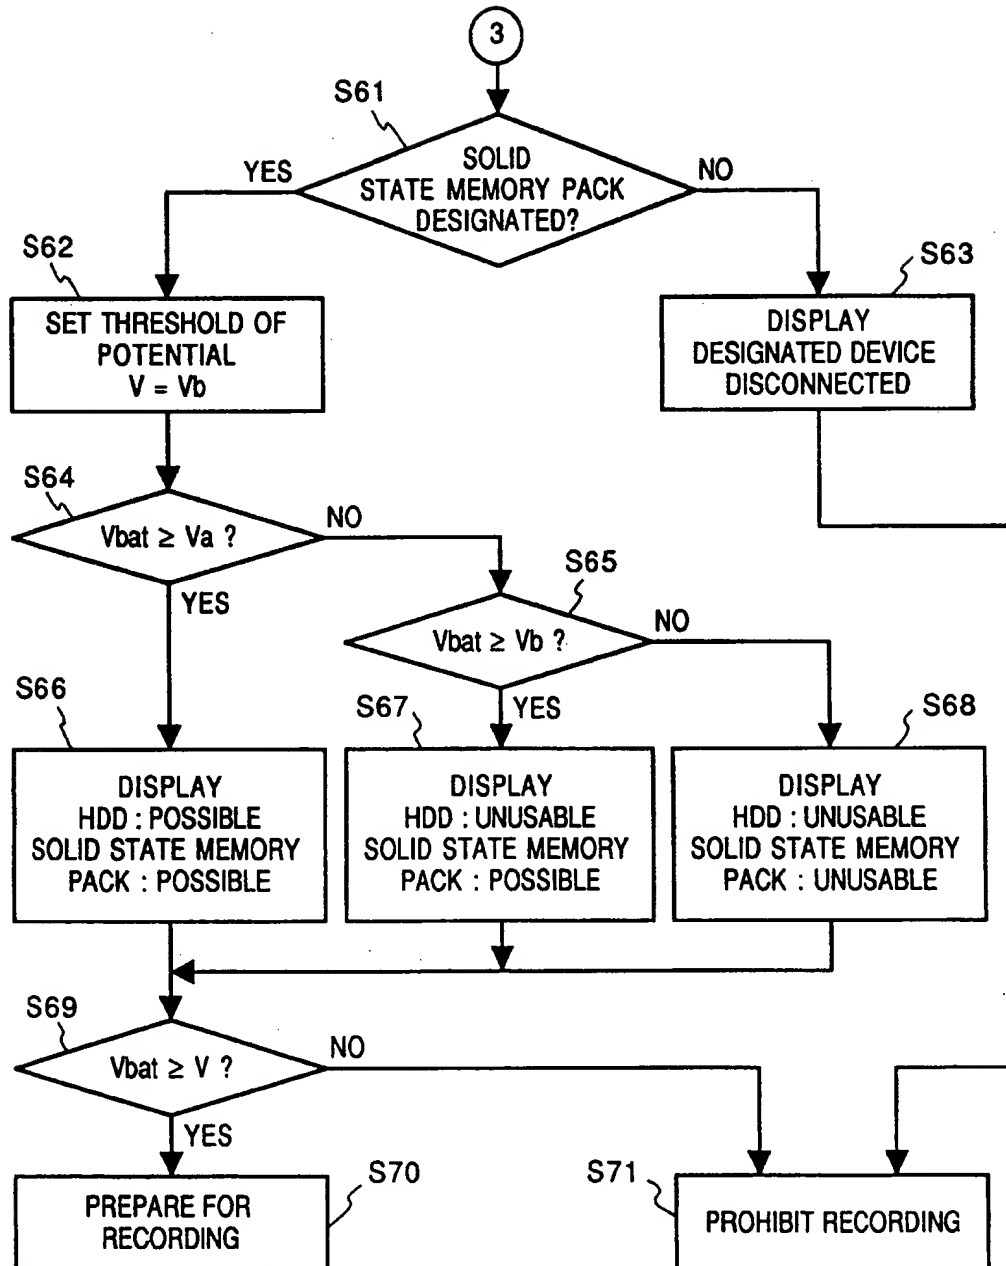 3
S61
SOLID
STATE MEMORY PACK
DESIGNATED?
YES
NO
S62
SET THRESHOLD OF
POTENTIAL
V = Vb
S63
DISPLAY
DESIGNATED DEVICE
DISCONNECTED
S64
Vbat ≥ Va ?
NO
YES
S65
Vbat ≥ Vb ?
NO
YES
S66
DISPLAY
HDD : POSSIBLE
SOLID STATE MEMORY
PACK : POSSIBLE
S67
DISPLAY
HDD : UNUSABLE
SOLID STATE MEMORY
PACK : POSSIBLE
S68
DISPLAY
HDD : UNUSABLE
SOLID STATE MEMORY
PACK : UNUSABLE
S69
Vbat ≥ V ?
NO
YES
S70
PREPARE FOR
RECORDING
S71
PROHIBIT RECORDING